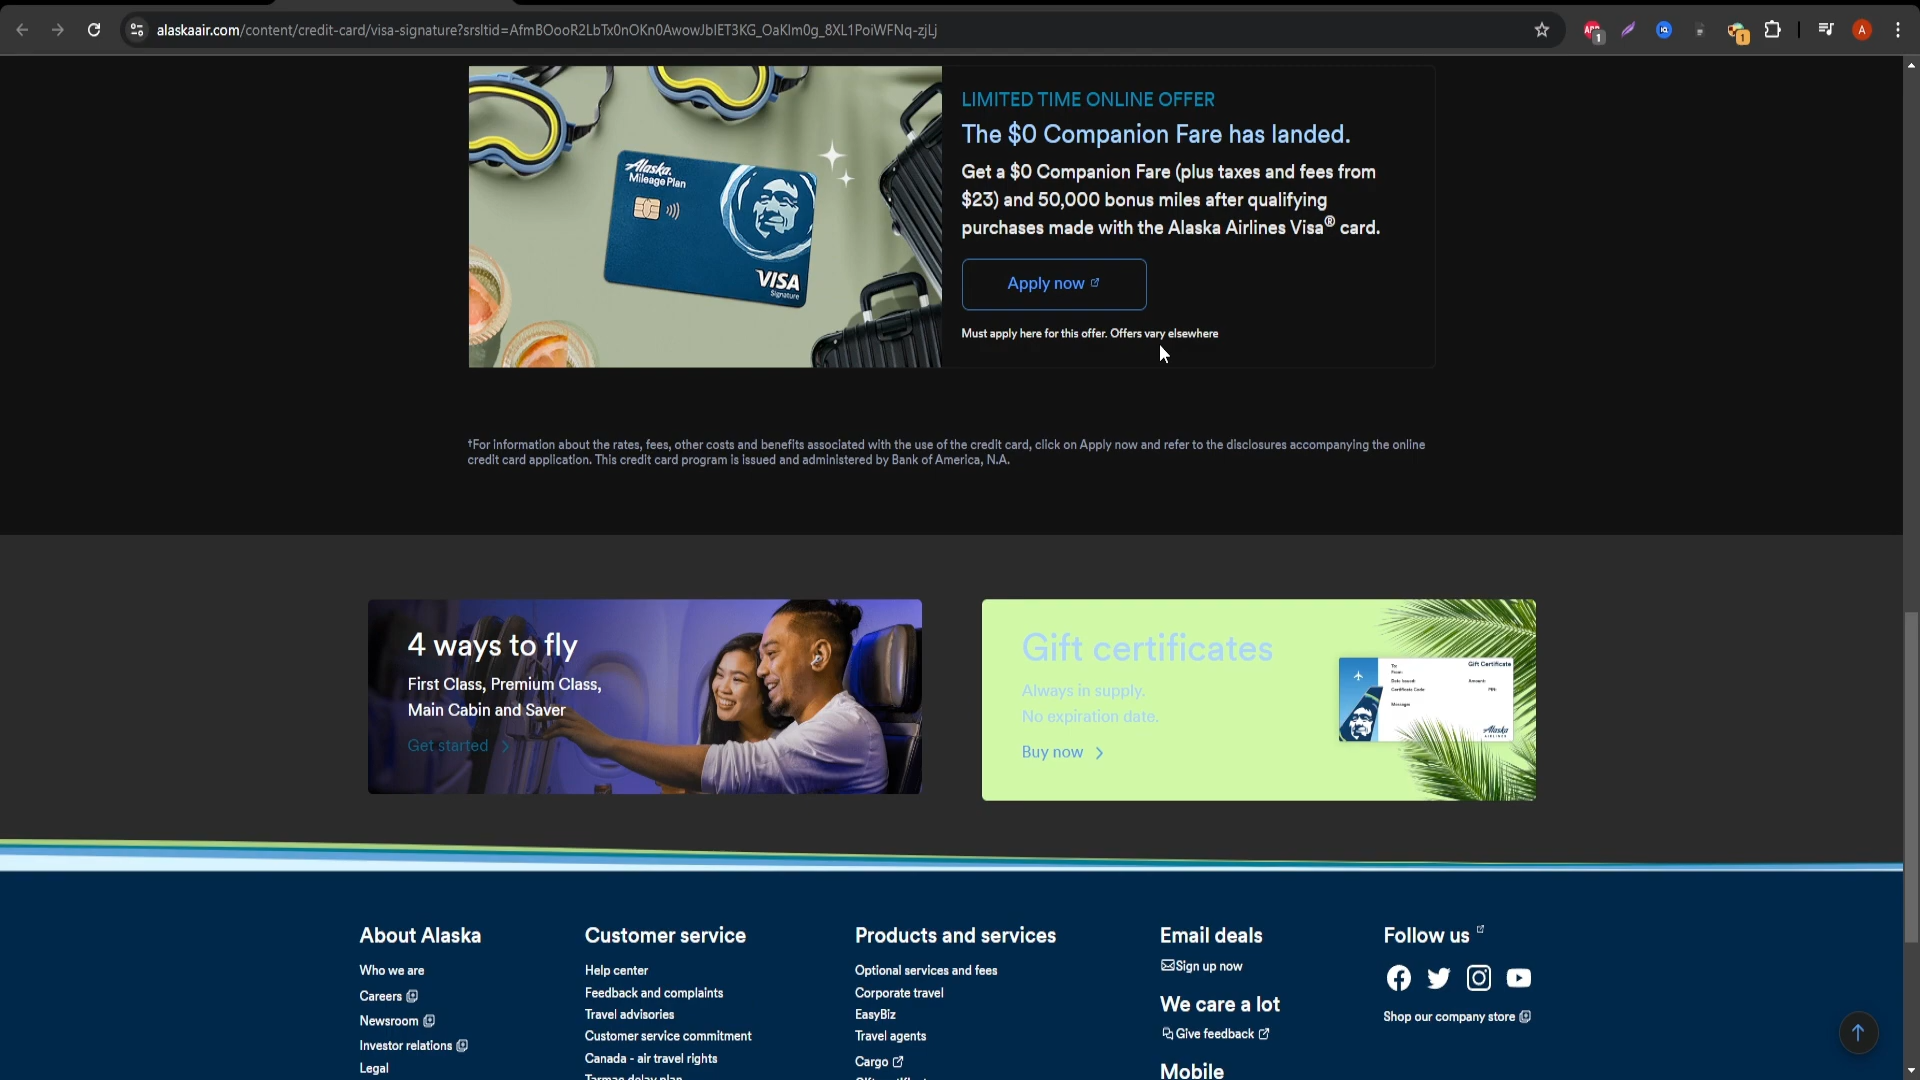 alaskaair.com/content/credit-card/visa-signature?srsltid=AfmBOooR2LbTx0nOKn0AwowJbIET3KG_OaKlm0g_8XL1PoiWFNq-zjLj
1
1
A
Alaska.
Mileage Plan
VISA
Signature
LIMITED TIME ONLINE OFFER
The $0 Companion Fare has landed.
Get a $0 Companion Fare (plus taxes and fees from
$23) and 50,000 bonus miles after qualifying
purchases made with the Alaska Airlines Visa® card.
Apply now
Must apply here for this offer. Offers vary elsewhere
†For information about the rates, fees, other costs and benefits associated with the use of the credit card, click on Apply now and refer to the disclosures accompanying the online
credit card application. This credit card program is issued and administered by Bank of America, N.A.
4 ways to fly
First Class, Premium Class,
Main Cabin and Saver
Get started
Gift certificates
Always in supply.
No expiration date.
Buy now
Gift Certificate
To:
From:
Date Issued:
Amount:
Certificate Code:
PIN:
Message:
Alaska
AIRLINES
About Alaska
Who we are
Careers
Newsroom
Investor relations
Legal
Customer service
Help center
Feedback and complaints
Travel advisories
Customer service commitment
Canada - air travel rights
Tarmac delay plan
Products and services
Optional services and fees
Corporate travel
EasyBiz
Travel agents
Cargo
Email deals
Sign up now
We care a lot
Give feedback
Mobile
Follow us
Shop our company store